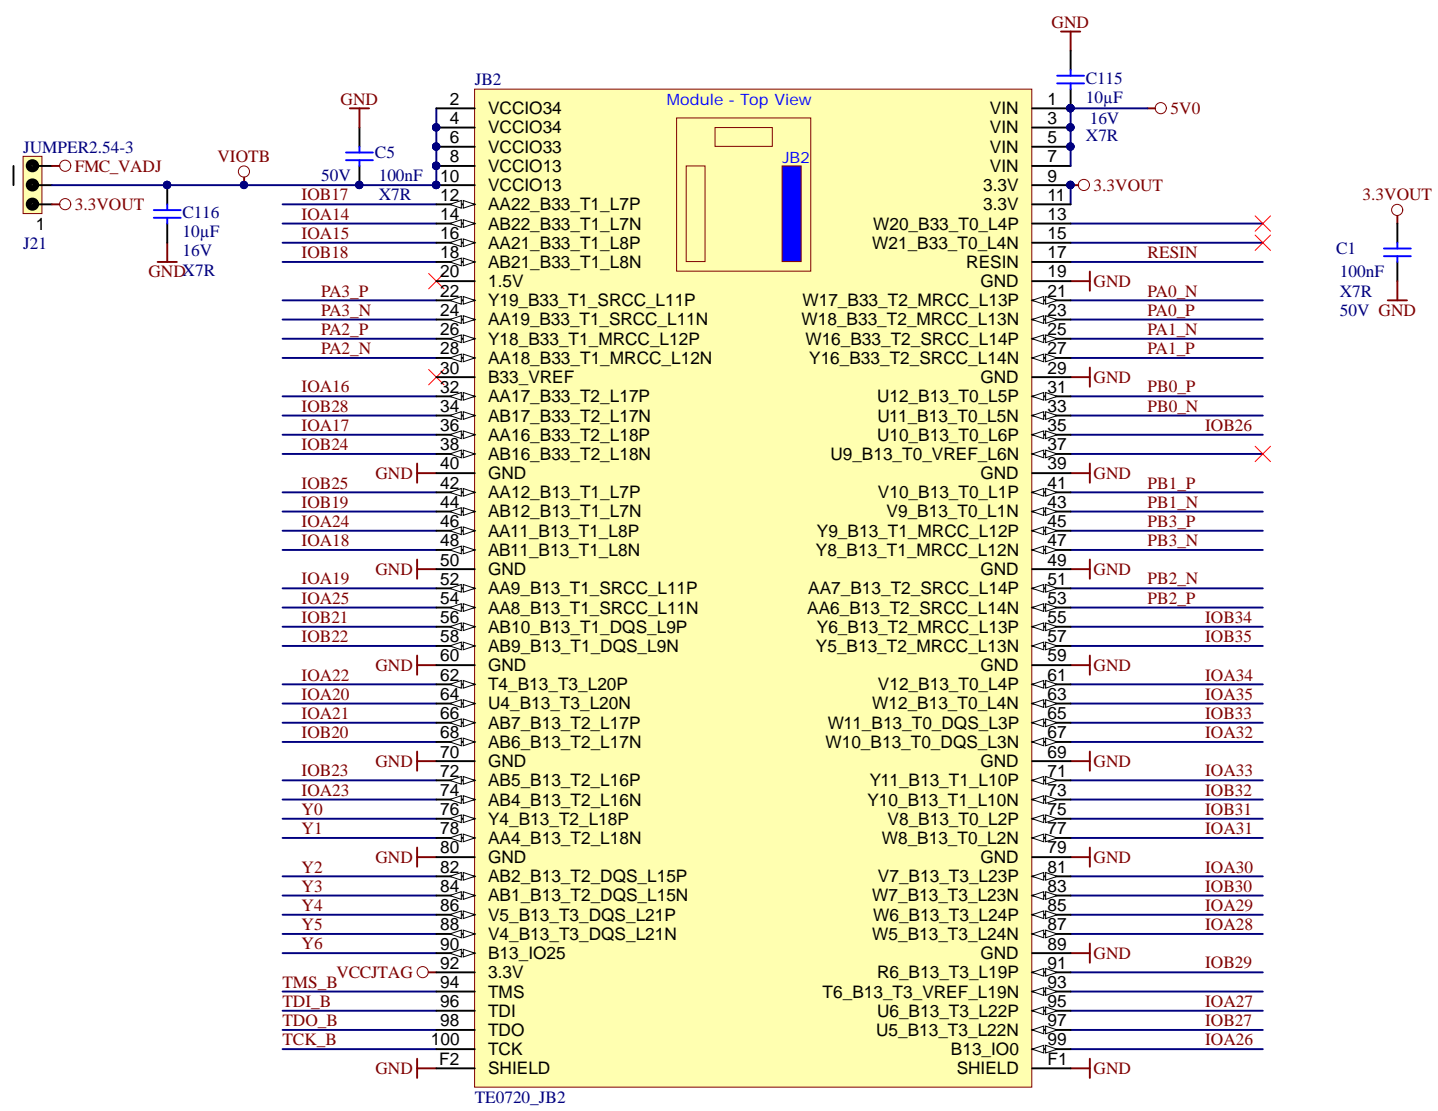 GND
JB2
Module - Top View
JB2
C115
10µF
16V
X7R
5V0
GND
C5
50V
100nF
X7R
JUMPER2.54-3
FMC_VADJ
3.3VOUT
1
J21
VIOTB
C116
10µF
16V
X7R
GND
3.3VOUT
3.3VOUT
C1
100nF
X7R
50V
GND
2 VCCIO34 VIN 1
4 VCCIO34 VIN 3
6 VCCIO33 VIN 5
8 VCCIO13 VIN 7
10 VCCIO13 3.3V 9
IOB17 12 AA22_B33_T1_L7P 3.3V 11
IOA14 14 AB22_B33_T1_L7N W20_B33_T0_L4P 13
IOA15 16 AA21_B33_T1_L8P W21_B33_T0_L4N 15
IOB18 18 AB21_B33_T1_L8N RESIN 17 RESIN
20 1.5V GND 19 GND
PA3_P 22 Y19_B33_T1_SRCC_L11P W17_B33_T2_MRCC_L13P 21 PA0_N
PA3_N 24 AA19_B33_T1_SRCC_L11N W18_B33_T2_MRCC_L13N 23 PA0_P
PA2_P 26 Y18_B33_T1_MRCC_L12P W16_B33_T2_SRCC_L14P 25 PA1_N
PA2_N 28 AA18_B33_T1_MRCC_L12N Y16_B33_T2_SRCC_L14N 27 PA1_P
30 B33_VREF GND 29 GND
IOA16 32 AA17_B33_T2_L17P U12_B13_T0_L5P 31 PB0_P
IOB28 34 AB17_B33_T2_L17N U11_B13_T0_L5N 33 PB0_N
IOA17 36 AA16_B33_T2_L18P U10_B13_T0_L6P 35 IOB26
IOB24 38 AB16_B33_T2_L18N U9_B13_T0_VREF_L6N 37
GND 40 GND GND 39 GND
IOB25 42 AA12_B13_T1_L7P V10_B13_T0_L1P 41 PB1_P
IOB19 44 AB12_B13_T1_L7N V9_B13_T0_L1N 43 PB1_N
IOA24 46 AA11_B13_T1_L8P Y9_B13_T1_MRCC_L12P 45 PB3_P
IOA18 48 AB11_B13_T1_L8N Y8_B13_T1_MRCC_L12N 47 PB3_N
GND 50 GND GND 49 GND
IOA19 52 AA9_B13_T1_SRCC_L11P AA7_B13_T2_SRCC_L14P 51 PB2_N
IOA25 54 AA8_B13_T1_SRCC_L11N AA6_B13_T2_SRCC_L14N 53 PB2_P
IOB21 56 AB10_B13_T1_DQS_L9P Y6_B13_T2_MRCC_L13P 55 IOB34
IOB22 58 AB9_B13_T1_DQS_L9N Y5_B13_T2_MRCC_L13N 57 IOB35
GND 60 GND GND 59 GND
IOA22 62 T4_B13_T3_L20P V12_B13_T0_L4P 61 IOA34
IOA20 64 U4_B13_T3_L20N W12_B13_T0_L4N 63 IOA35
IOA21 66 AB7_B13_T2_L17P W11_B13_T0_DQS_L3P 65 IOB33
IOB20 68 AB6_B13_T2_L17N W10_B13_T0_DQS_L3N 67 IOA32
GND 70 GND GND 69 GND
IOB23 72 AB5_B13_T2_L16P Y11_B13_T1_L10P 71 IOA33
IOA23 74 AB4_B13_T2_L16N Y10_B13_T1_L10N 73 IOB32
Y0 76 Y4_B13_T2_L18P V8_B13_T0_L2P 75 IOB31
Y1 78 AA4_B13_T2_L18N W8_B13_T0_L2N 77 IOA31
GND 80 GND GND 79 GND
Y2 82 AB2_B13_T2_DQS_L15P V7_B13_T3_L23P 81 IOA30
Y3 84 AB1_B13_T2_DQS_L15N W7_B13_T3_L23N 83 IOB30
Y4 86 V5_B13_T3_DQS_L21P W6_B13_T3_L24P 85 IOA29
Y5 88 V4_B13_T3_DQS_L21N W5_B13_T3_L24N 87 IOA28
Y6 90 B13_IO25 GND 89 GND
VCCJTAG 92 3.3V R6_B13_T3_L19P 91 IOB29
TMS_B 94 TMS T6_B13_T3_VREF_L19N 93
TDI_B 96 TDI U6_B13_T3_L22P 95 IOA27
TDO_B 98 TDO U5_B13_T3_L22N 97 IOB27
TCK_B 100 TCK B13_IO0 99 IOA26
GND F2 SHIELD SHIELD F1 GND
TE0720_JB2